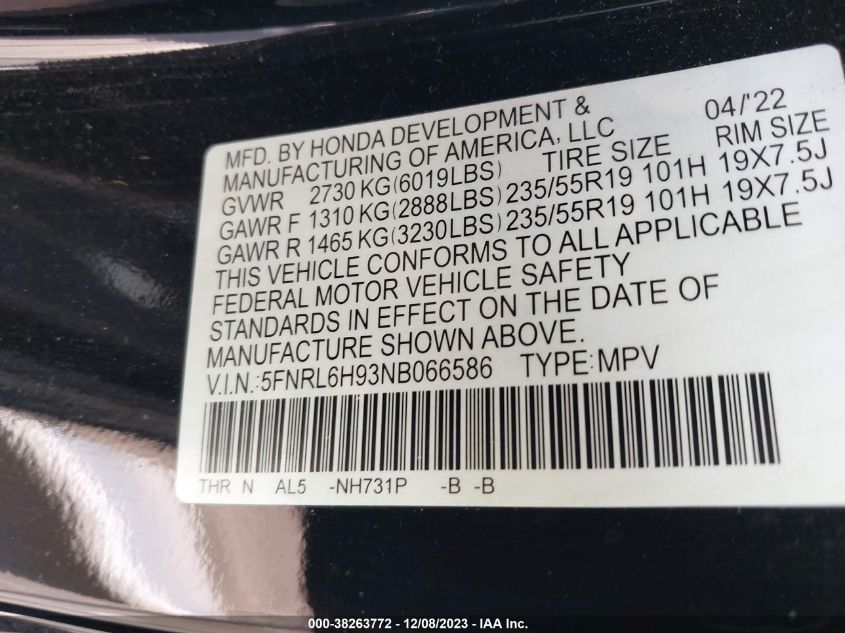 MFD. BY HONDA DEVELOPMENT & 04/'22
MANUFACTURING OF AMERICA, LLC
GVWR 2730 KG(6019LBS) TIRE SIZE RIM SIZE
GAWR F 1310 KG(2888LBS) 235/55R19 101H 19X7.5J
GAWR R 1465 KG(3230LBS) 235/55R19 101H 19X7.5J
THIS VEHICLE CONFORMS TO ALL APPLICABLE
FEDERAL MOTOR VEHICLE SAFETY
STANDARDS IN EFFECT ON THE DATE OF
MANUFACTURE SHOWN ABOVE.
V.I.N.:5FNRL6H93NB066586 TYPE:MPV
THR N AL5 -NH731P -B -B
000-38263772 - 12/08/2023 - IAA Inc.